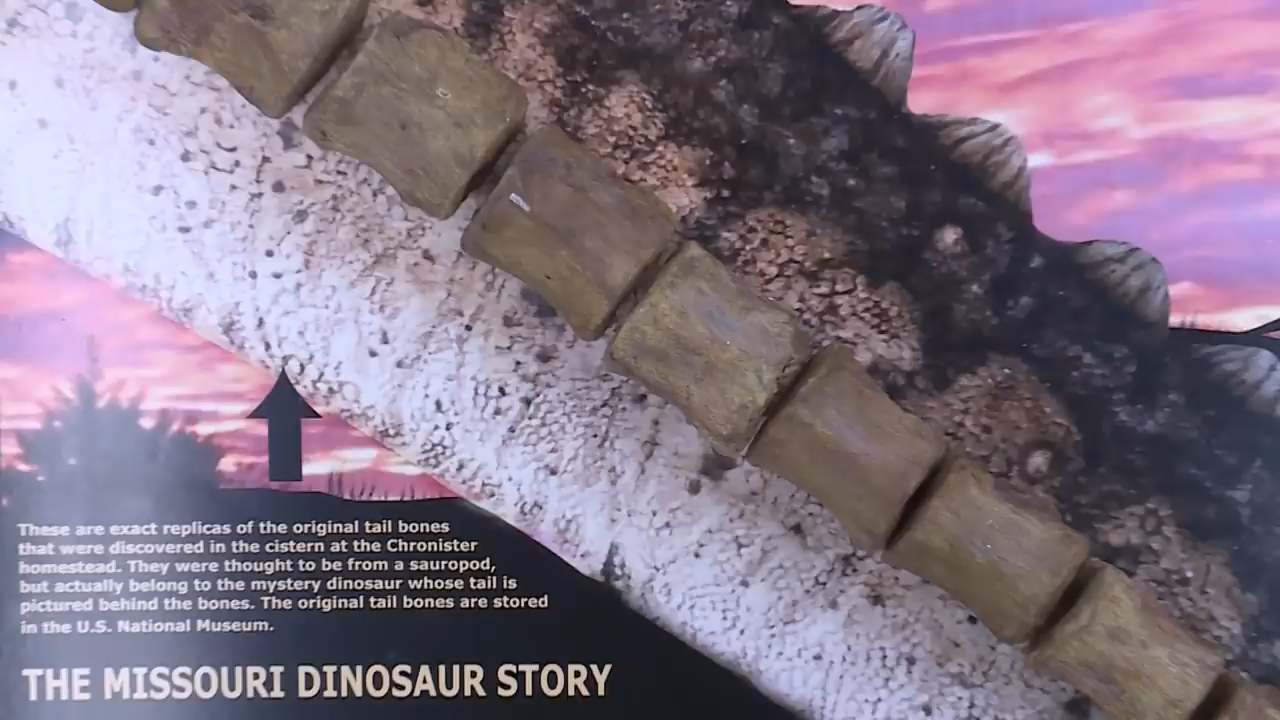 These are exact replicas of the original tail bones
that were discovered in the cistern at the Chronister
homestead. They were thought to be from a sauropod,
but actually belong to the mystery dinosaur whose tail is
pictured behind the bones. The original tail bones are stored
in the U.S. National Museum.
THE MISSOURI DINOSAUR STORY